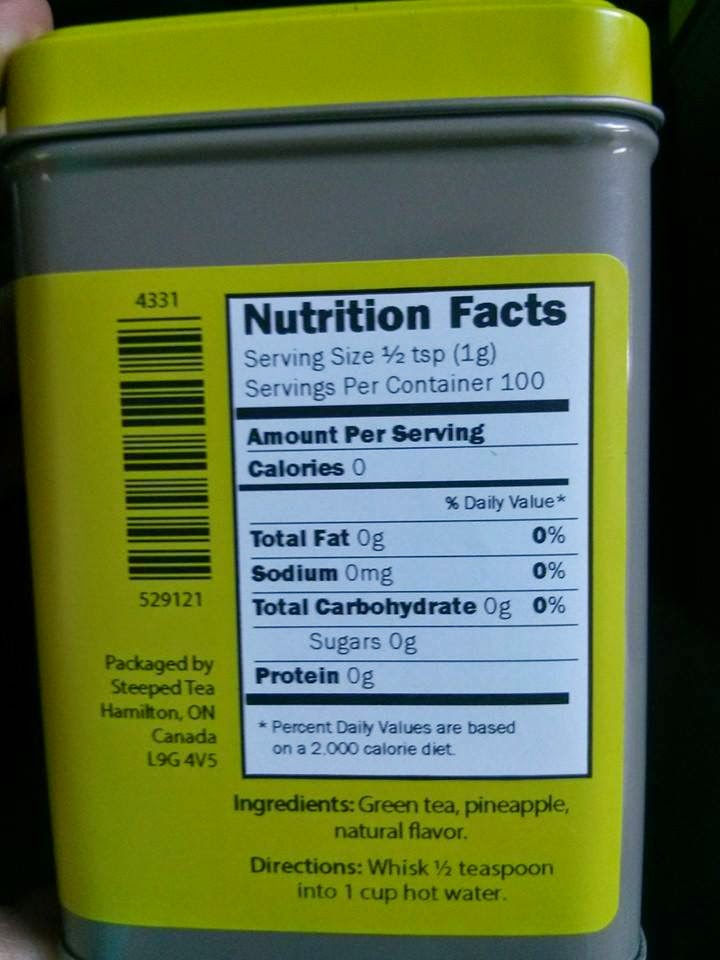 4331
529121
Packaged by
Steeped Tea
Hamilton, ON
Canada
L9G 4V5
Nutrition Facts
Serving Size ½ tsp (1g)
Servings Per Container 100
Amount Per Serving
Calories 0
% Daily Value*
Total Fat 0g 0%
Sodium 0mg 0%
Total Carbohydrate 0g 0%
Sugars 0g
Protein 0g
* Percent Daily Values are based
on a 2,000 calorie diet.
Ingredients: Green tea, pineapple,
natural flavor.
Directions: Whisk ½ teaspoon
into 1 cup hot water.